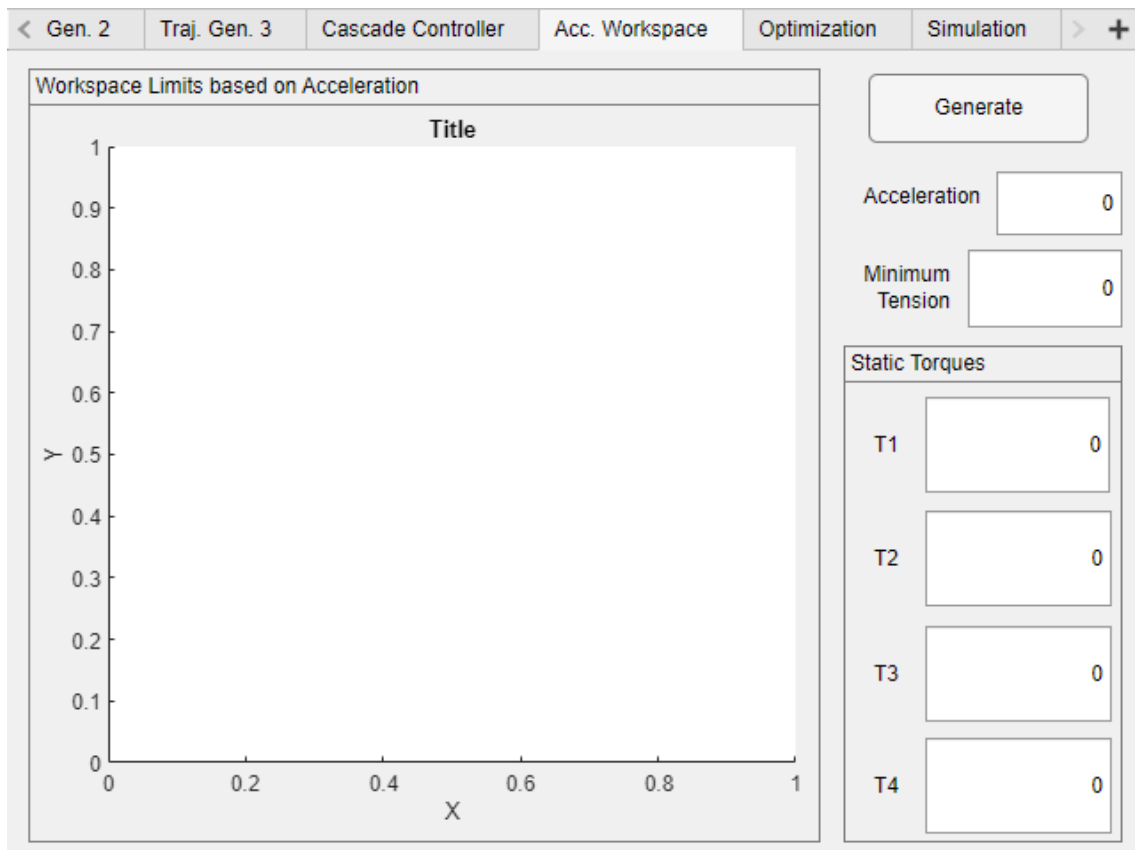 Gen. 2 Traj. Gen. 3 Cascade Controller Acc. Workspace Optimization Simulation
Workspace Limits based on Acceleration
Title
1
0.9
0.8
0.7
0.6
0.5
0.4
0.3
0.2
0.1
0
Y
0 0.2 0.4 0.6 0.8 1
X
Generate
Acceleration 0
Minimum
Tension 0
Static Torques
T1 0
T2 0
T3 0
T4 0